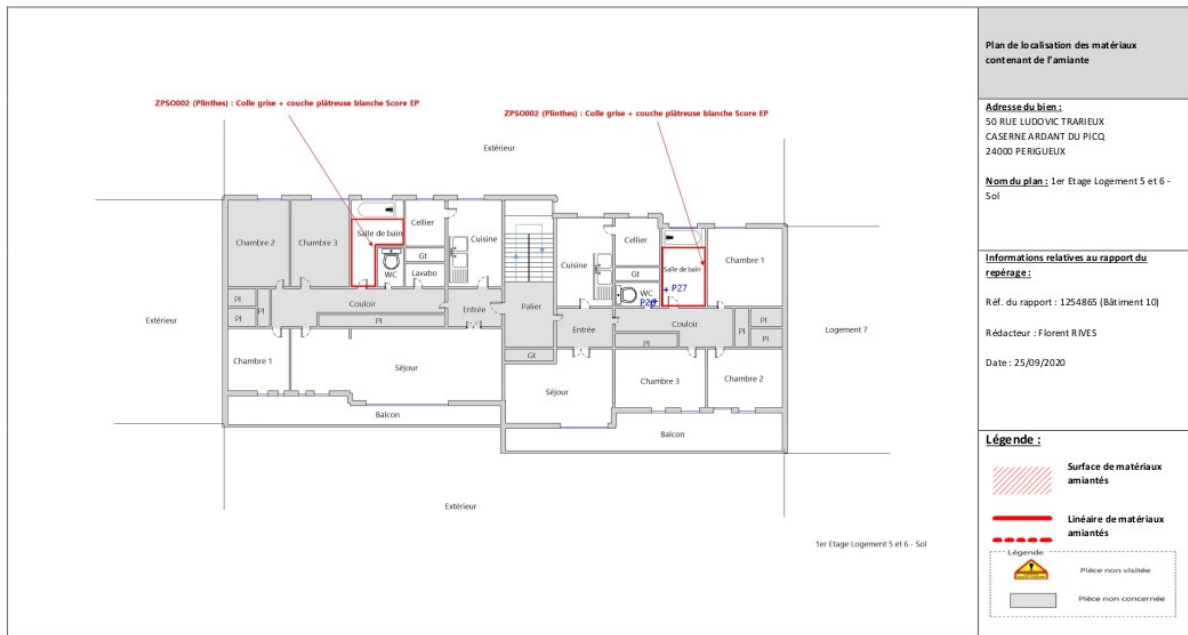 ZPSO002 (Plinthes) : Colle grise + couche plâtreuse blanche Score EP
ZPSO002 (Plinthes) : Colle grise + couche plâtreuse blanche Score EP
Extérieur
Chambre 2
Chambre 3
Salle de bain
Cellier
Cuisine
Gt
WC
Lavabo
Pl
Pl
Pl
Couloir
Pl
Entrée
Chambre 1
Séjour
Balcon
Extérieur
Palier
Gt
Cuisine
Cellier
Gt
WC
Salle de bain
P27
Chambre 1
Entrée
Couloir
Pl
Pl
Pl
Pl
Séjour
Chambre 3
Chambre 2
Balcon
Logement 7
Extérieur
1er Etage Logement 5 et 6 - Sol
Plan de localisation des matériaux
contenant de l'amiante
Adresse du bien :
50 RUE LUDOVIC TRARIEUX
CASERNE ARDANT DU PICQ
24000 PERIGUEUX
Nom du plan : 1er Etage Logement 5 et 6 -
Sol
Informations relatives au rapport du
repérage :
Réf. du rapport : 1254865 (Bâtiment 10)
Rédacteur : Florent RIVES
Date : 25/09/2020
Légende :
Surface de matériaux
amiantés
Linéaire de matériaux
amiantés
Légende
Pièce non visitée
Pièce non concernée